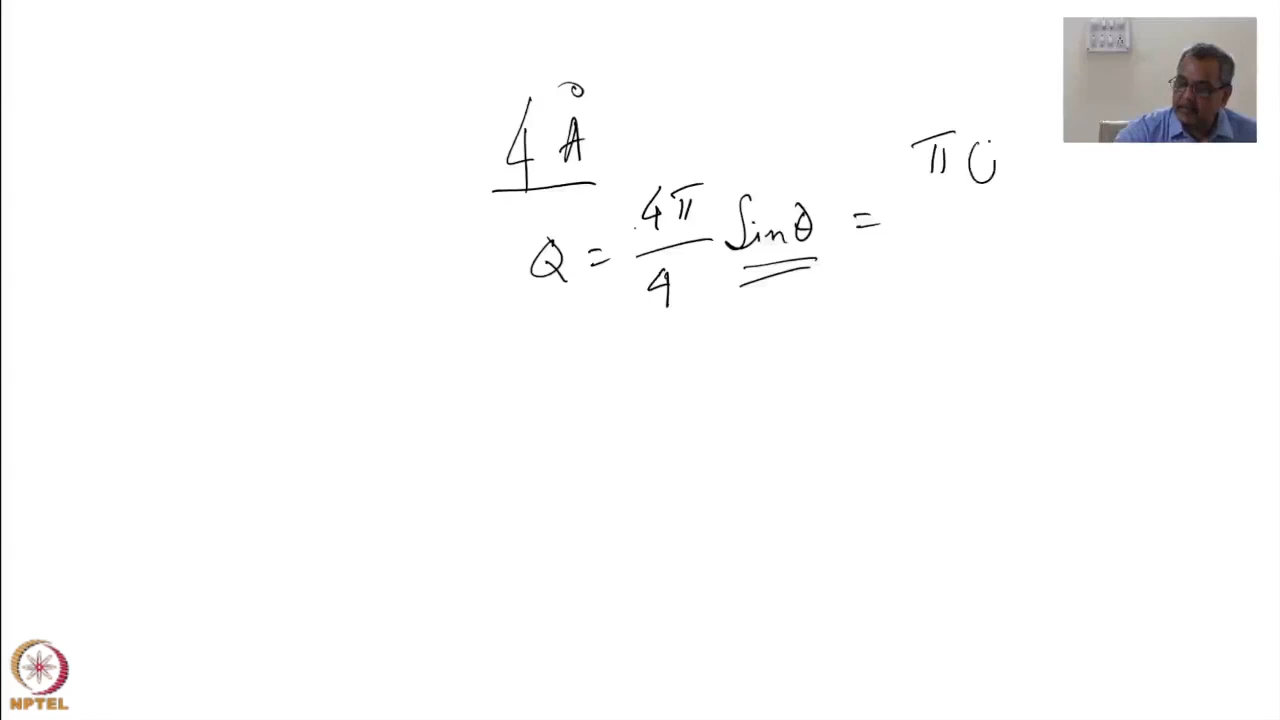 4 Å
Q = 4π/4 sinθ =
π
NPTEL